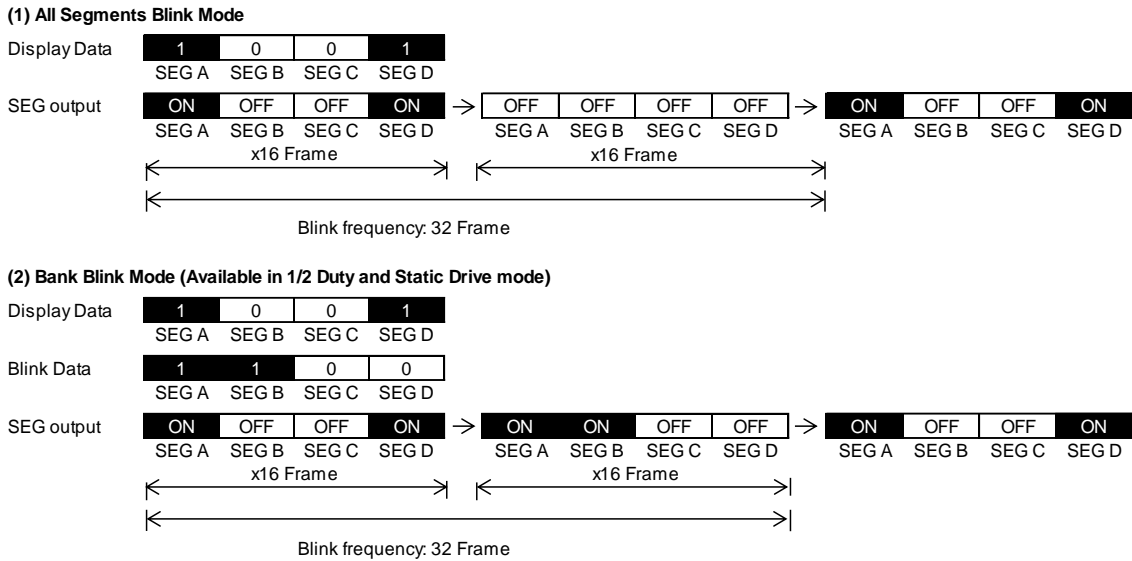 (1) All Segments Blink Mode
Display Data 1 0 0 1
SEG A SEG B SEG C SEG D
SEG output ON OFF OFF ON → OFF OFF OFF OFF → ON OFF OFF ON
SEG A SEG B SEG C SEG D SEG A SEG B SEG C SEG D SEG A SEG B SEG C SEG D
x16 Frame x16 Frame
Blink frequency: 32 Frame
(2) Bank Blink Mode (Available in 1/2 Duty and Static Drive mode)
Display Data 1 0 0 1
SEG A SEG B SEG C SEG D
Blink Data 1 1 0 0
SEG A SEG B SEG C SEG D
SEG output ON OFF OFF ON → ON ON OFF OFF → ON OFF OFF ON
SEG A SEG B SEG C SEG D SEG A SEG B SEG C SEG D SEG A SEG B SEG C SEG D
x16 Frame x16 Frame
Blink frequency: 32 Frame